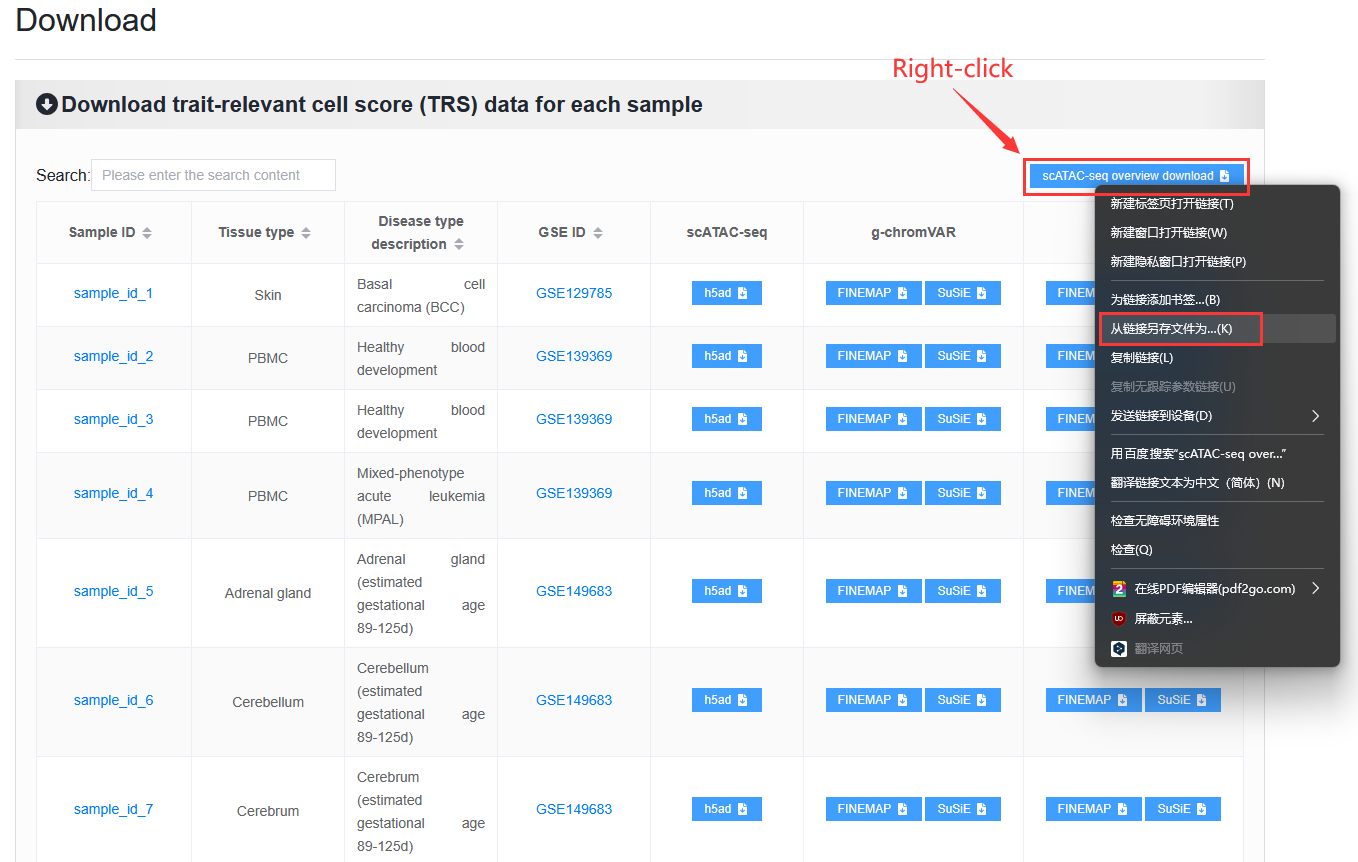 Download
Right-click
Download trait-relevant cell score (TRS) data for each sample
Search: Please enter the search content
scATAC-seq overview download
Sample ID
Tissue type
Disease type
description
GSE ID
scATAC-seq
g-chromVAR
sample_id_1
Skin
Basal cell
carcinoma (BCC)
GSE129785
h5ad
FINEMAP
SuSiE
FINEM
sample_id_2
PBMC
Healthy blood
development
GSE139369
h5ad
FINEMAP
SuSiE
FINEM
sample_id_3
PBMC
Healthy blood
development
GSE139369
h5ad
FINEMAP
SuSiE
FINEM
sample_id_4
PBMC
Mixed-phenotype
acute leukemia
(MPAL)
GSE139369
h5ad
FINEMAP
SuSiE
FINEM
sample_id_5
Adrenal gland
Adrenal gland
(estimated
gestational age
89-125d)
GSE149683
h5ad
FINEMAP
SuSiE
FINEM
sample_id_6
Cerebellum
Cerebellum
(estimated
gestational age
89-125d)
GSE149683
h5ad
FINEMAP
SuSiE
FINEMAP
SuSiE
sample_id_7
Cerebrum
Cerebrum
(estimated
gestational age
89-125d)
GSE149683
h5ad
FINEMAP
SuSiE
FINEMAP
SuSiE
新建标签页打开链接(T)
新建窗口打开链接(W)
新建隐私窗口打开链接(P)
为链接添加书签...(B)
从链接另存文件为...(K)
复制链接(L)
复制无跟踪参数链接(U)
发送链接到设备(D)
用百度搜索“scATAC-seq over...”
翻译链接文本为中文（简体）(N)
检查无障碍环境属性
检查(Q)
在线PDF编辑器(pdf2go.com)
屏蔽元素...
翻译网页